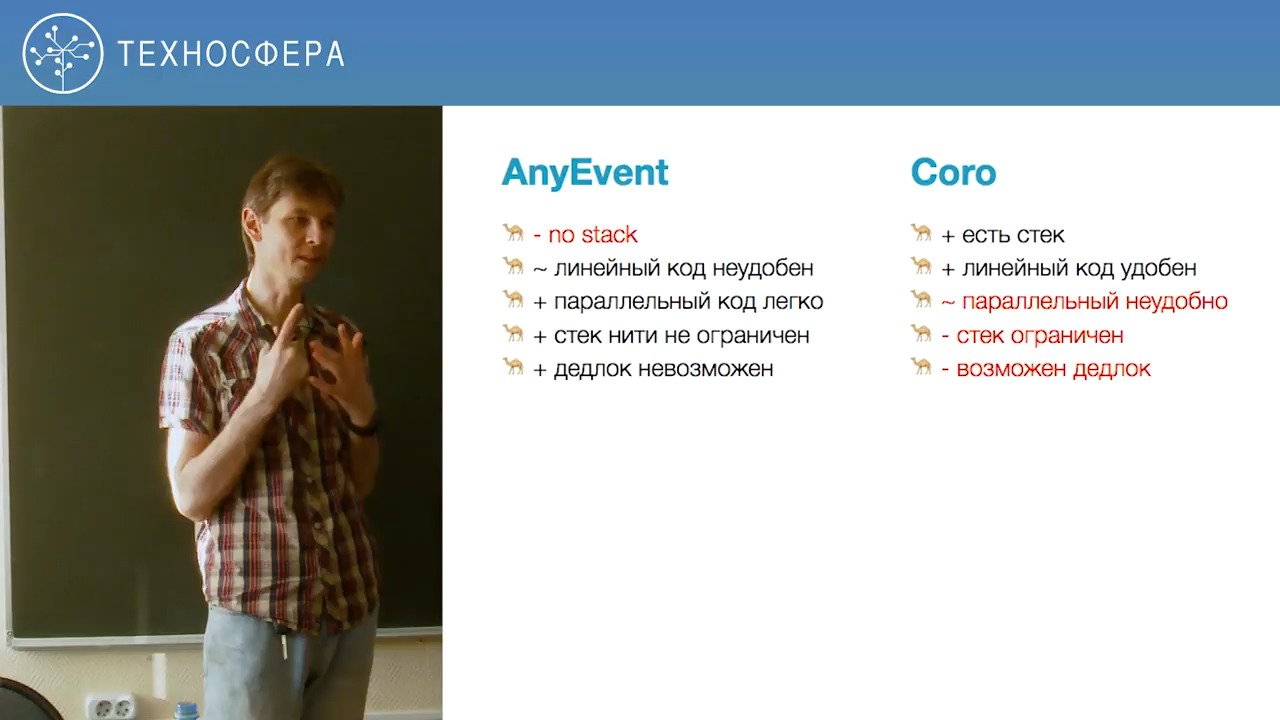 ТЕХНОСФЕРА
AnyEvent
- no stack
~ линейный код неудобен
+ параллельный код легко
+ стек нити не ограничен
+ дедлок невозможен
Coro
+ есть стек
+ линейный код удобен
~ параллельный неудобно
- стек ограничен
- возможен дедлок